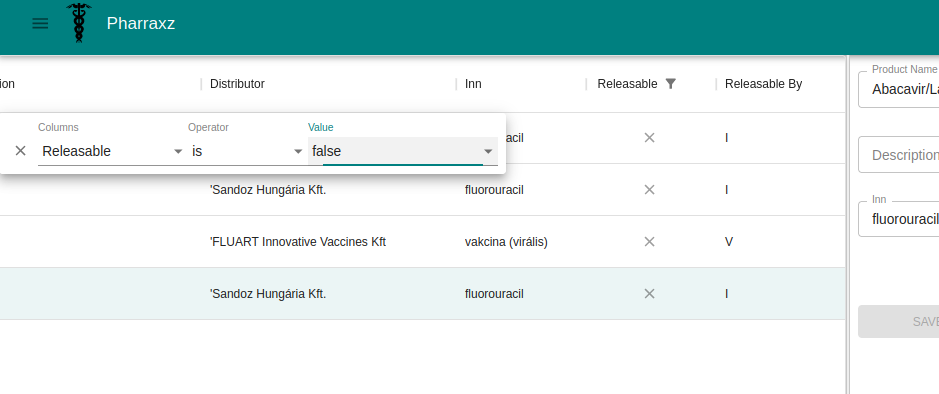 Pharraxz
ion
Distributor
Inn
Releasable
Releasable By
Product Name
Abacavir/La
Columns
Operator
Value
Releasable
is
false
uracil
I
Description
'Sandoz Hungária Kft.
fluorouracil
I
Inn
fluorouracil
'FLUART Innovative Vaccines Kft
vakcina (virális)
V
'Sandoz Hungária Kft.
fluorouracil
I
SAVE